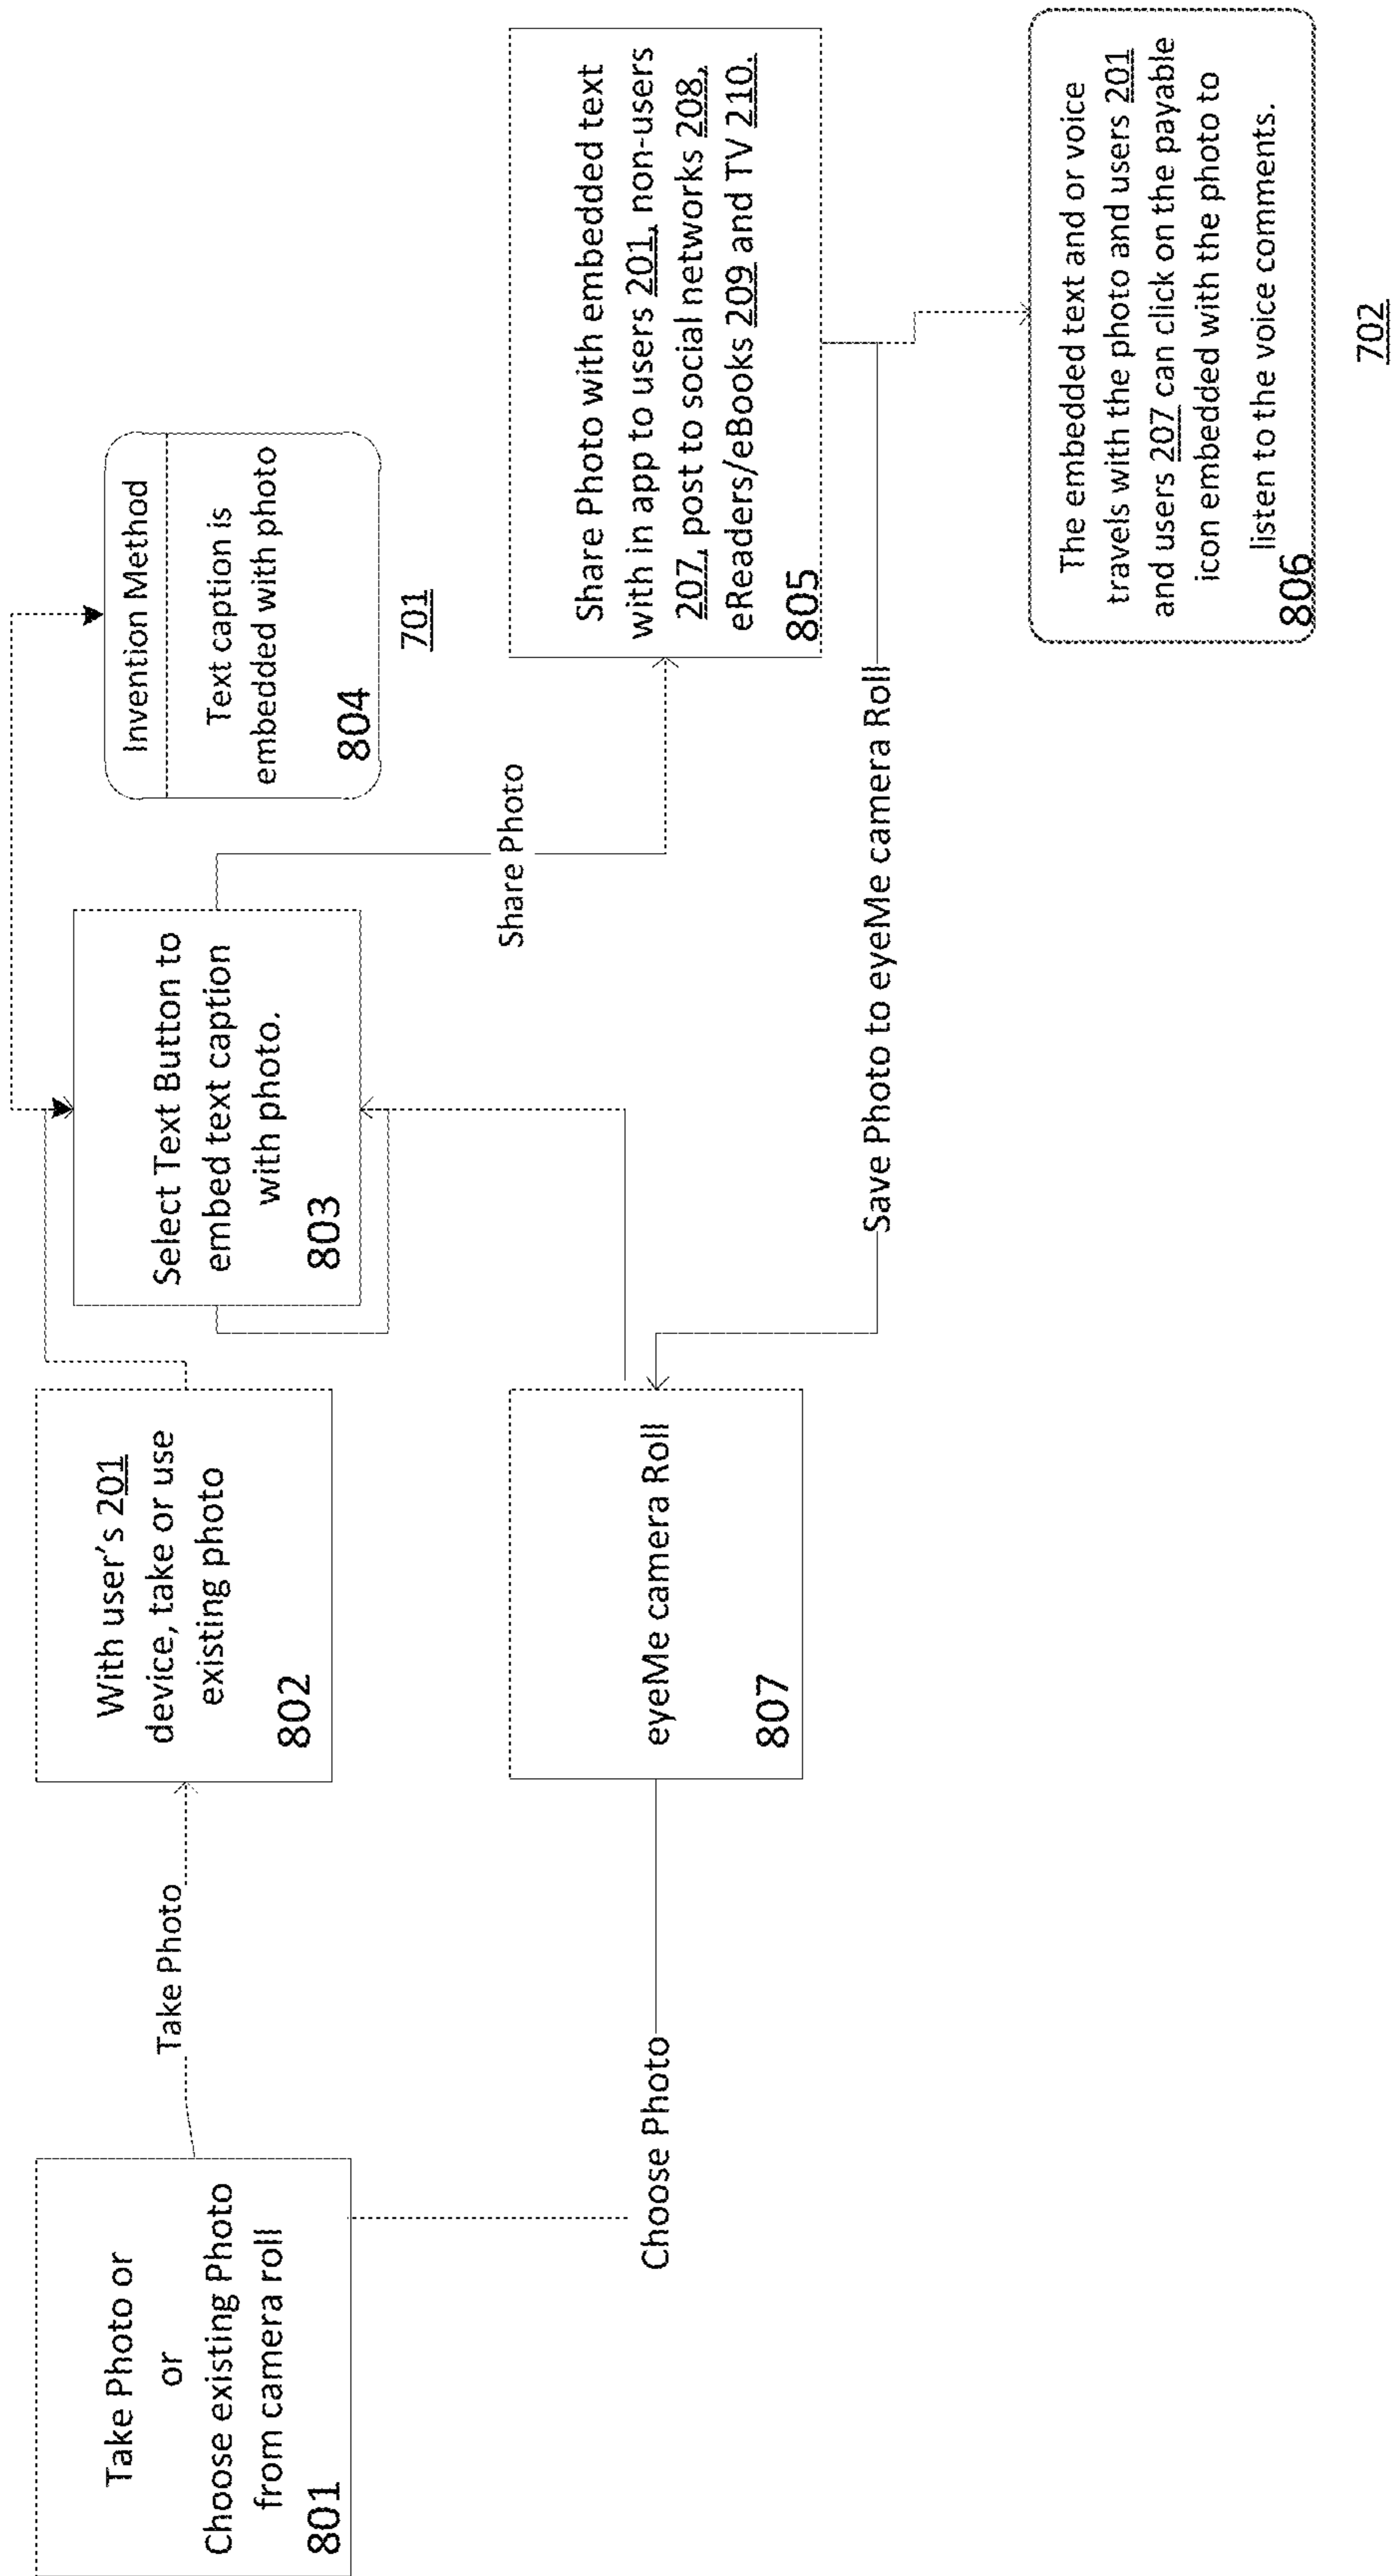 Take Photo or
or
Choose existing Photo
from camera roll
801
Take Photo
With user's 201
device, take or use
existing photo
802
Select Text Button to
embed text caption
with photo.
803
Invention Method
Text caption is
embedded with photo
804
701
Choose Photo
eyeMe camera Roll
807
Share Photo
Share Photo with embedded text
with in app to users 201, non-users
207, post to social networks 208,
eReaders/eBooks 209 and TV 210.
805
Save Photo to eyeMe camera Roll
The embedded text and or voice
travels with the photo and users 201
and users 207 can click on the payable
icon embedded with the photo to
listen to the voice comments.
806
702